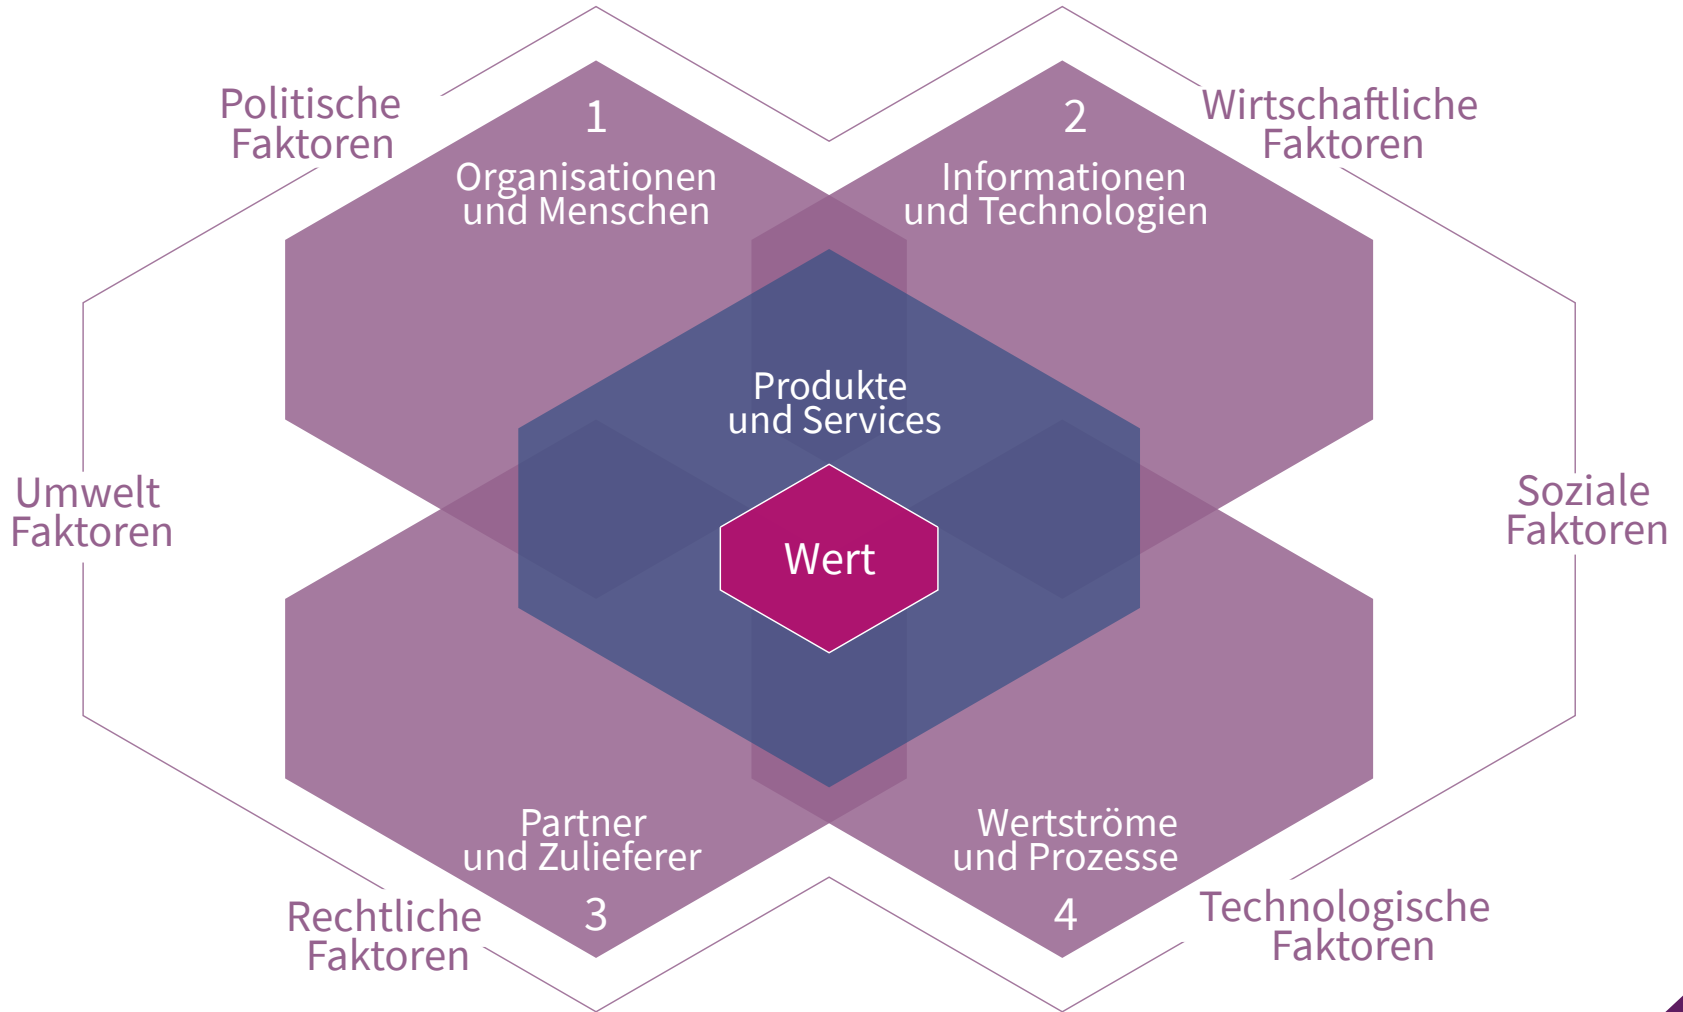 Politische
Faktoren
1
Organisationen
und Menschen
2
Informationen
und Technologien
Wirtschaftliche
Faktoren
Produkte
und Services
Umwelt
Faktoren
Wert
Soziale
Faktoren
Partner
und Zulieferer
3
Wertströme
und Prozesse
4
Rechtliche
Faktoren
Technologische
Faktoren